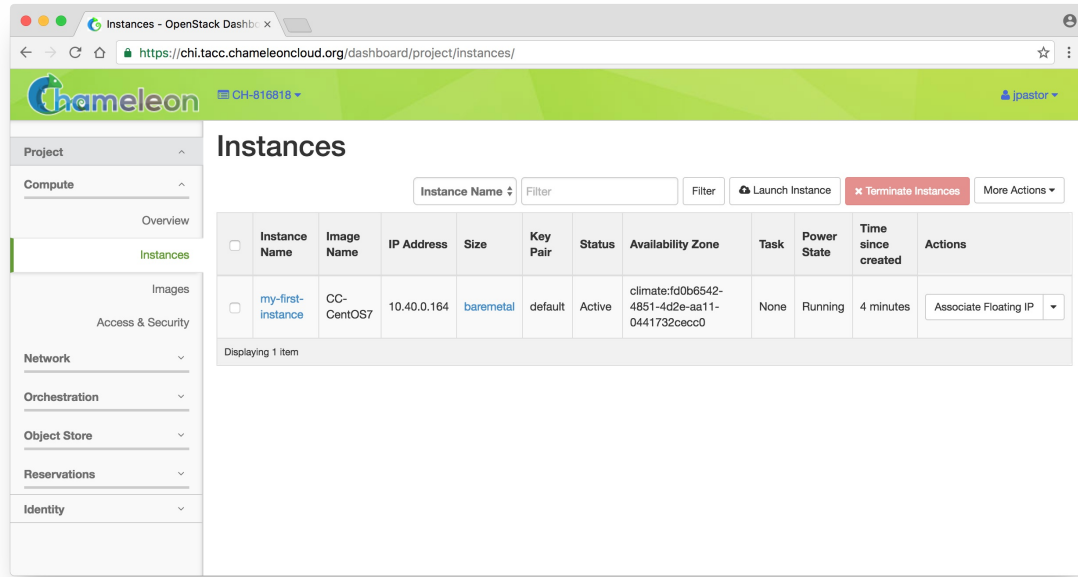 Instances - OpenStack Dashbo
https://chi.tacc.chameleoncloud.org/dashboard/project/instances/
Chameleon
CH-816818
jpastor
Project
Compute
Overview
Instances
Images
Access & Security
Network
Orchestration
Object Store
Reservations
Identity
Instances
Instance Name
Filter
Filter
Launch Instance
Terminate Instances
More Actions
Instance Name
Image Name
IP Address
Size
Key Pair
Status
Availability Zone
Task
Power State
Time since created
Actions
my-first-instance
CC-CentOS7
10.40.0.164
baremetal
default
Active
climate:fd0b6542-4851-4d2e-aa11-0441732cecc0
None
Running
4 minutes
Associate Floating IP
Displaying 1 item